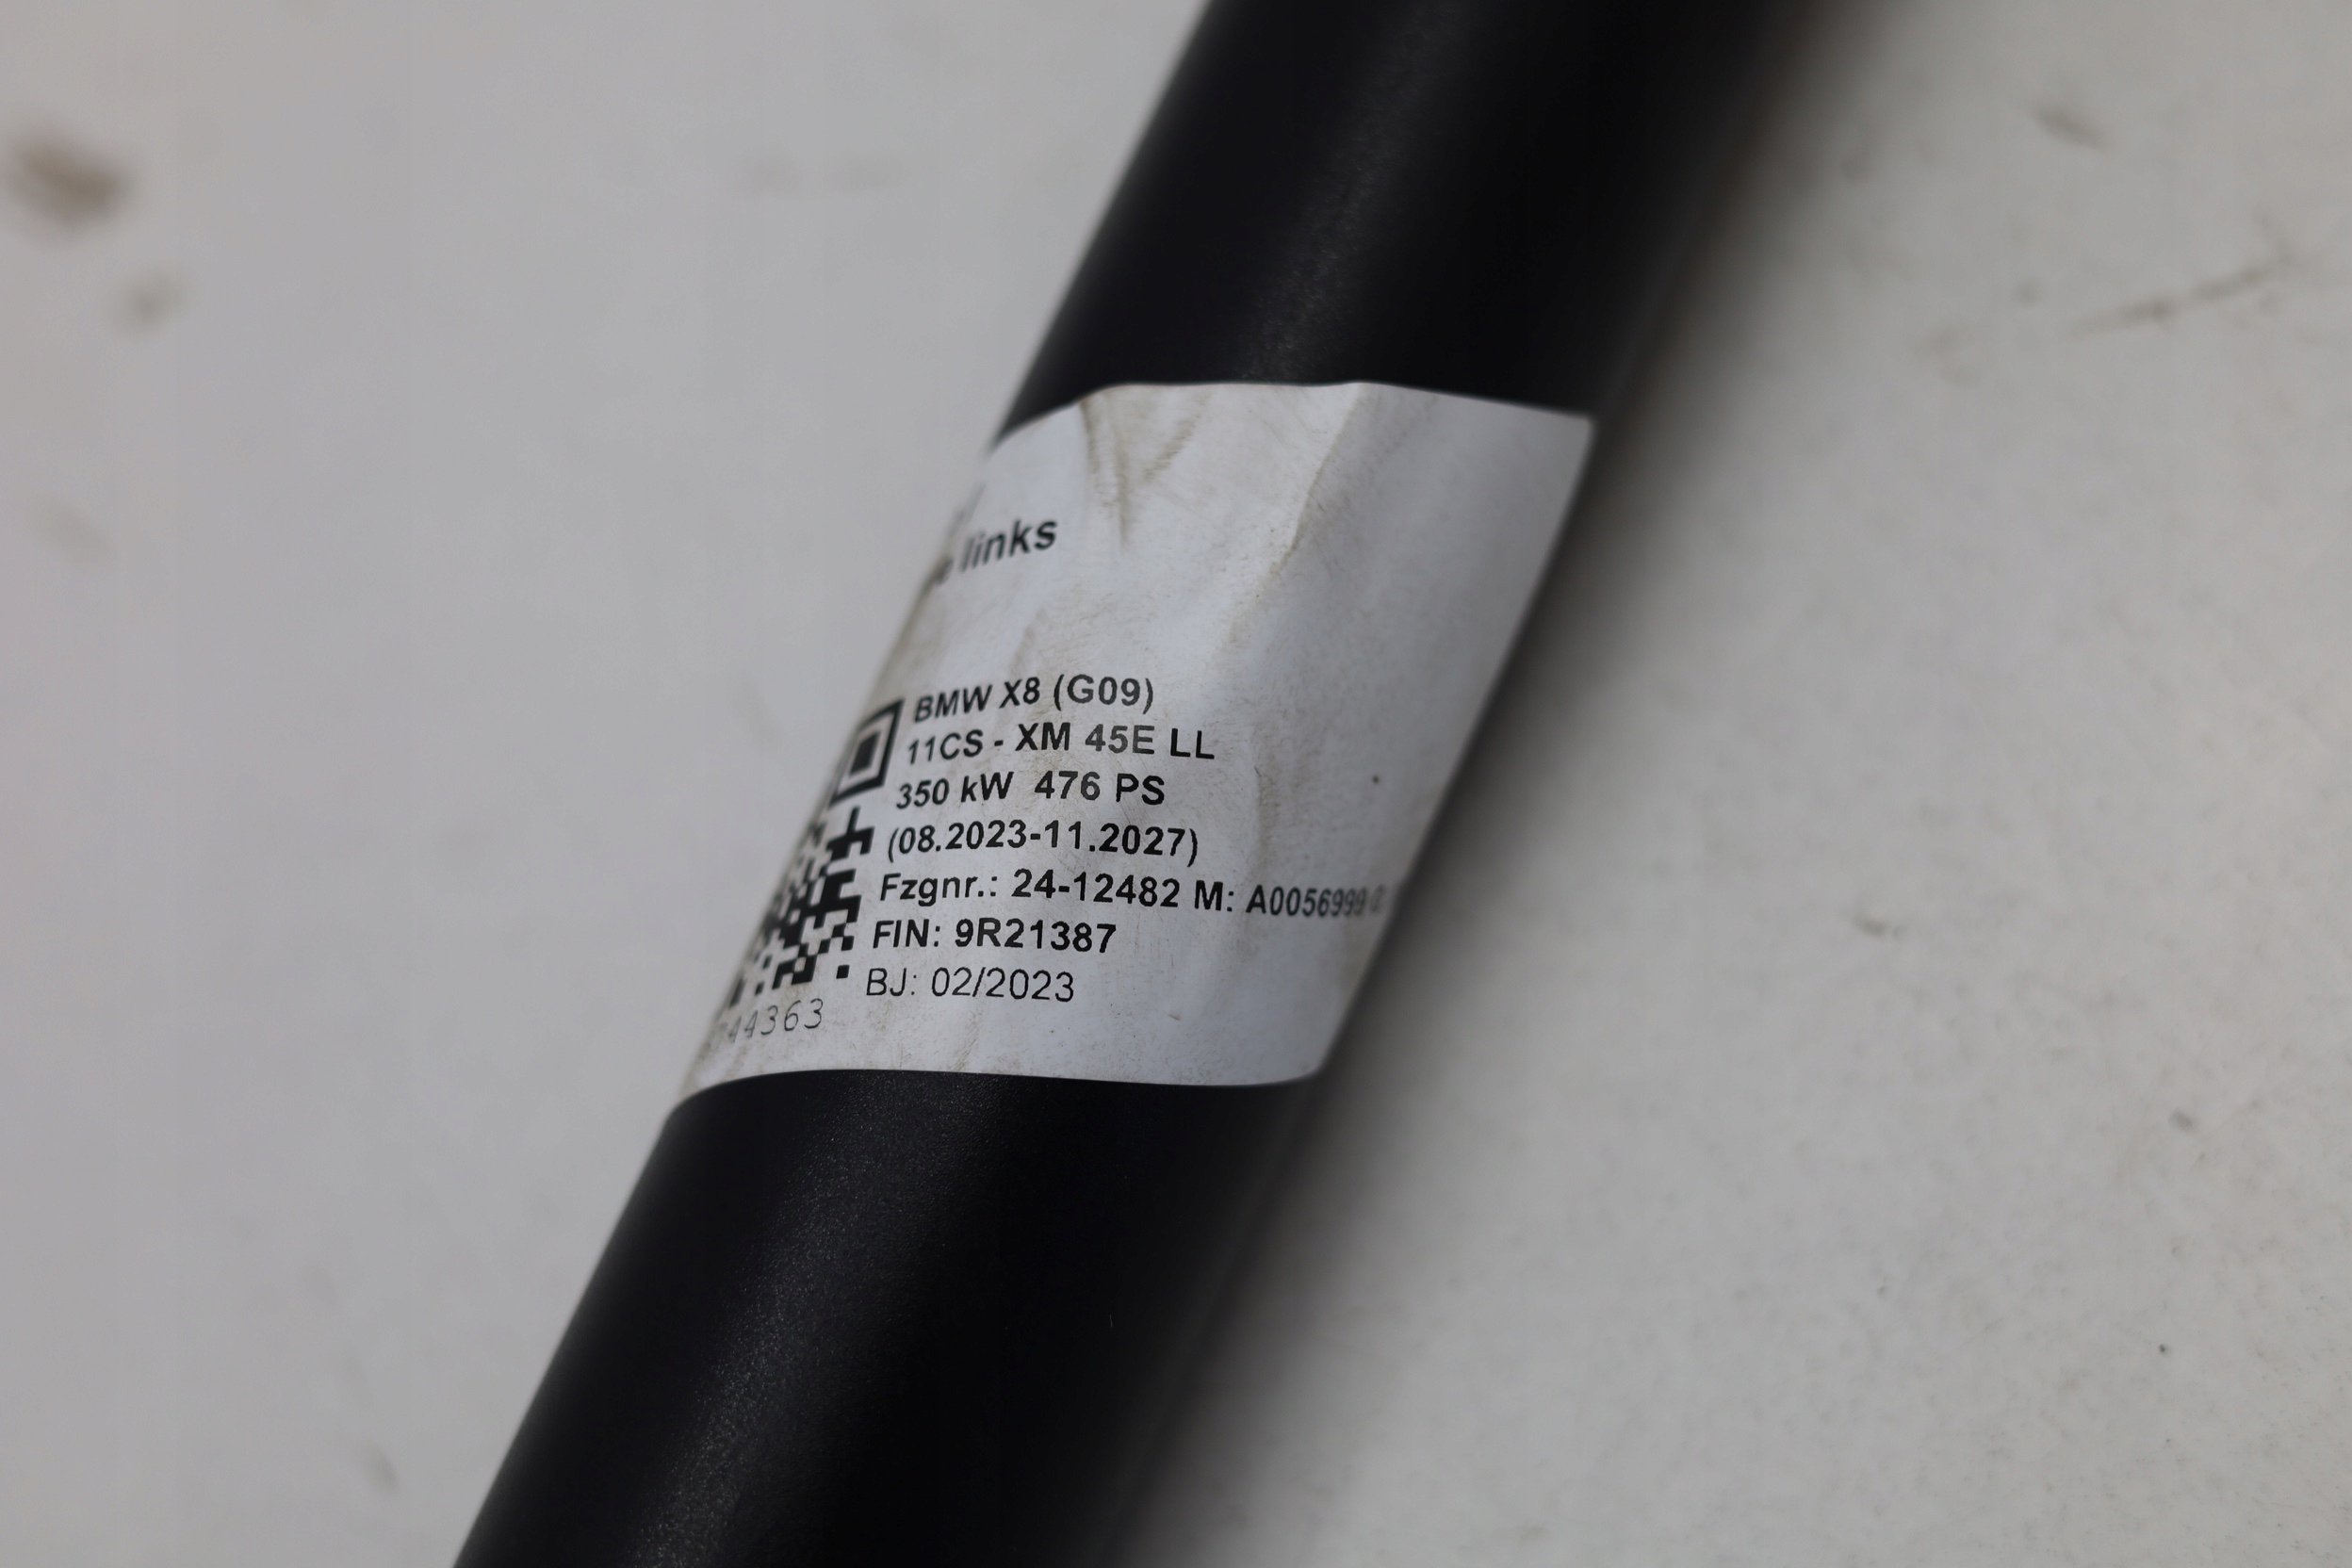 links
BMW X8 (G09)
11CS - XM 45E LL
350 kW 476 PS
(08.2023-11.2027)
Fzgnr.: 24-12482 M: A0056999
FIN: 9R21387
BJ: 02/2023
44363